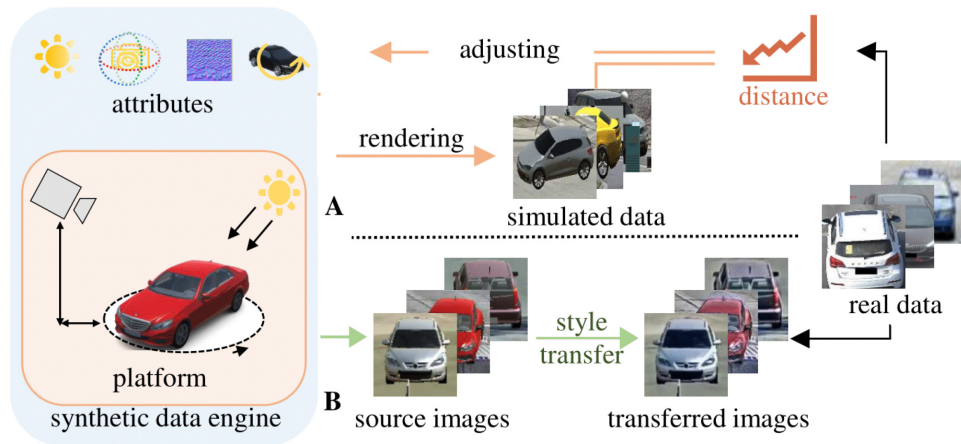 attributes
adjusting
distance
rendering
A
simulated data
real data
platform
synthetic data engine
B
style
transfer
source images
transferred images